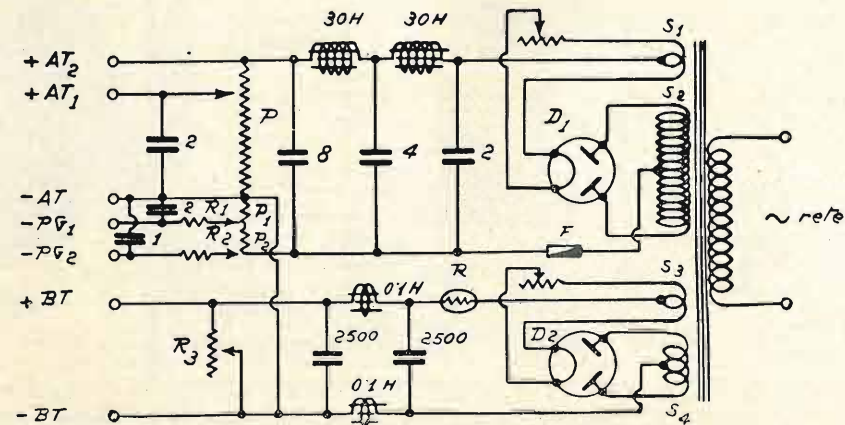 30H 30H
S1
+ AT2
+ AT1
P
D1
S2
2
8
4
2
- AT
- PG1
2 R1
P1
1
R2
P2
- PG2
F
~ rete
S3
+ BT
0.1H
R
D2
R3
2500
2500
0.1H
- BT
S4